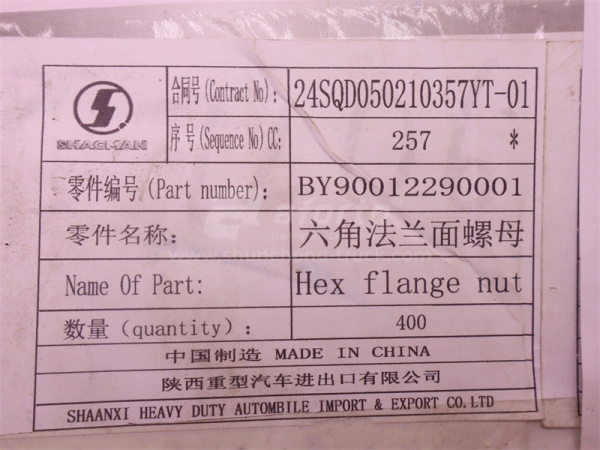 SHACMAN
合同号(Contract No): 24SQD050210357YT-01
序号(Sequence No)CC: 257 *
零件编号(Part number): BY90012290001
零件名称: 六角法兰面螺母
Name Of Part: Hex flange nut
数量(quantity): 400
中国制造 MADE IN CHINA
陕西重型汽车进出口有限公司
SHAANXI HEAVY DUTY AUTOMBILE IMPORT & EXPORT CO.LTD